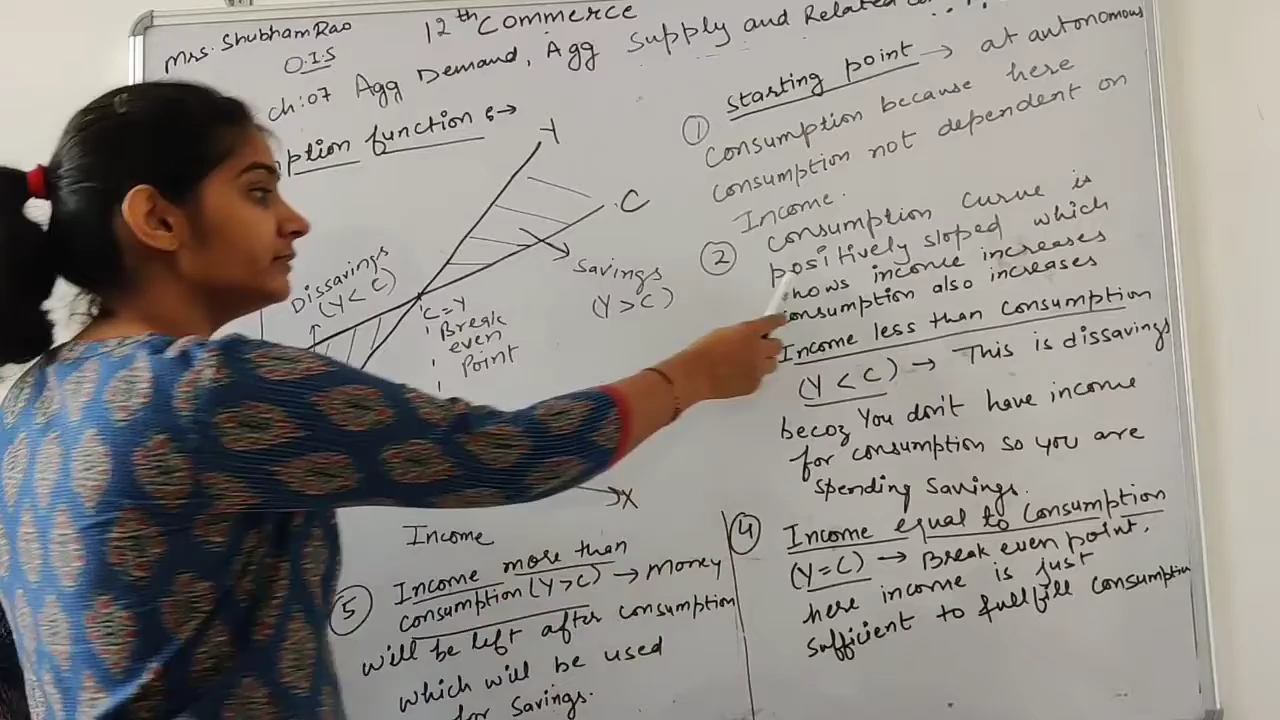 Mrs. Shubham Rao
O.I.S
12th Commerce
ch:07 Agg Demand, Agg Supply and Related
ption function :→
Y
C
Dissavings
(Y < C)
Savings
(Y > C)
C=Y
Break
even
Point
X
Income
① Starting point → at autonomous
consumption because here
consumption not dependent on
Income.
② Consumption curve is
positively sloped which
hows income increases
onsumption also increases
Income less than consumption
(Y < C) → This is dissavings
becoz You don't have income
for consumption so you are
spending savings.
④ Income equal to consumption
(Y=C) → Break even point.
here income is just
sufficient to fullfill consumption
⑤ Income more than
consumption (Y>C) → Money
will be left after consumption
which will be used
for savings.